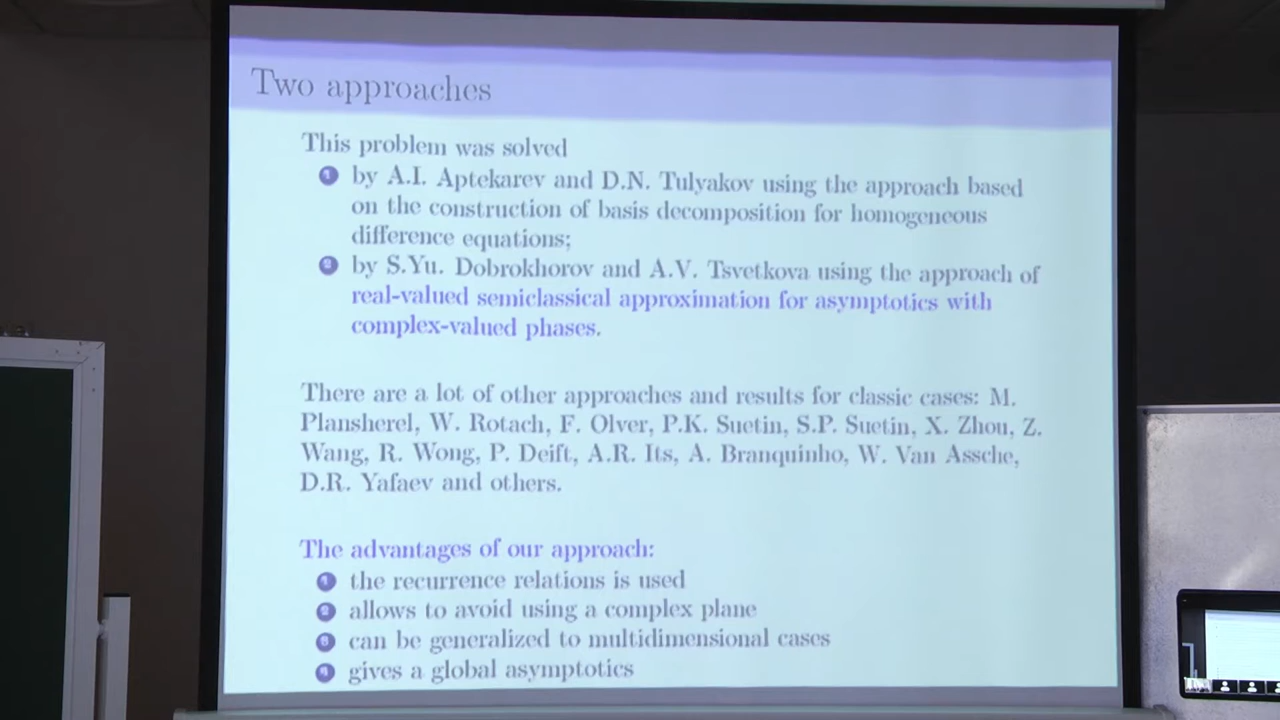 Two approaches
This problem was solved
1 by A.I. Aptekarev and D.N. Tulyakov using the approach based
on the construction of basis decomposition for homogeneous
difference equations;
2 by S.Yu. Dobrokhorov and A.V. Tsvetkova using the approach of
real-valued semiclassical approximation for asymptotics with
complex-valued phases.
There are a lot of other approaches and results for classic cases: M.
Plansherel, W. Rotach, F. Olver, P.K. Suetin, S.P. Suetin, X. Zhou, Z.
Wang, R. Wong, P. Deift, A.R. Its, A. Branquinho, W. Van Assche,
D.R. Yafaev and others.
The advantages of our approach:
1 the recurrence relations is used
2 allows to avoid using a complex plane
3 can be generalized to multidimensional cases
4 gives a global asymptotics